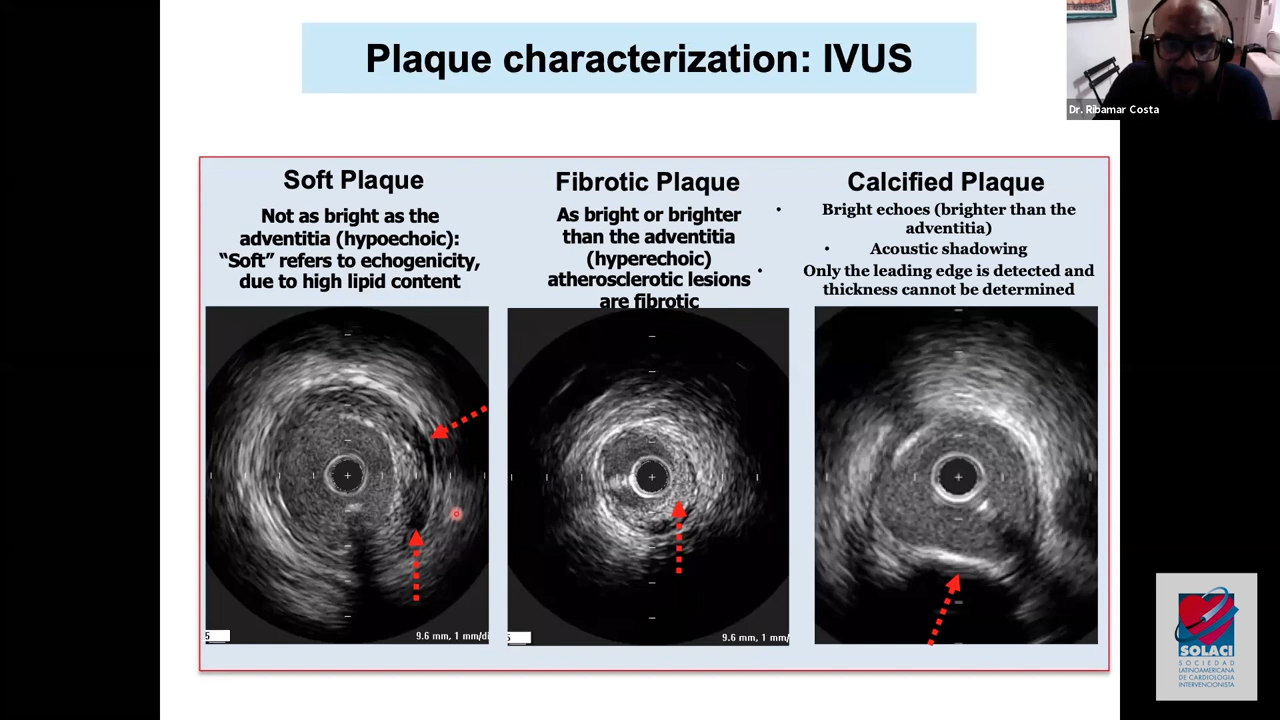 Plaque characterization: IVUS
Dr. Ribamar Costa
Soft Plaque
Not as bright as the
adventitia (hypoechoic):
“Soft” refers to echogenicity,
due to high lipid content
Fibrotic Plaque
As bright or brighter
than the adventitia
(hyperechoic)
atherosclerotic lesions
are fibrotic
Calcified Plaque
• Bright echoes (brighter than the
adventitia)
• Acoustic shadowing
• Only the leading edge is detected and
thickness cannot be determined
5
9.6 mm, 1 mm/di
5
9.6 mm, 1 mm/
SOLACI
SOCIEDAD
LATINOAMERICANA
DE CARDIOLOGIA
INTERVENCIONISTA